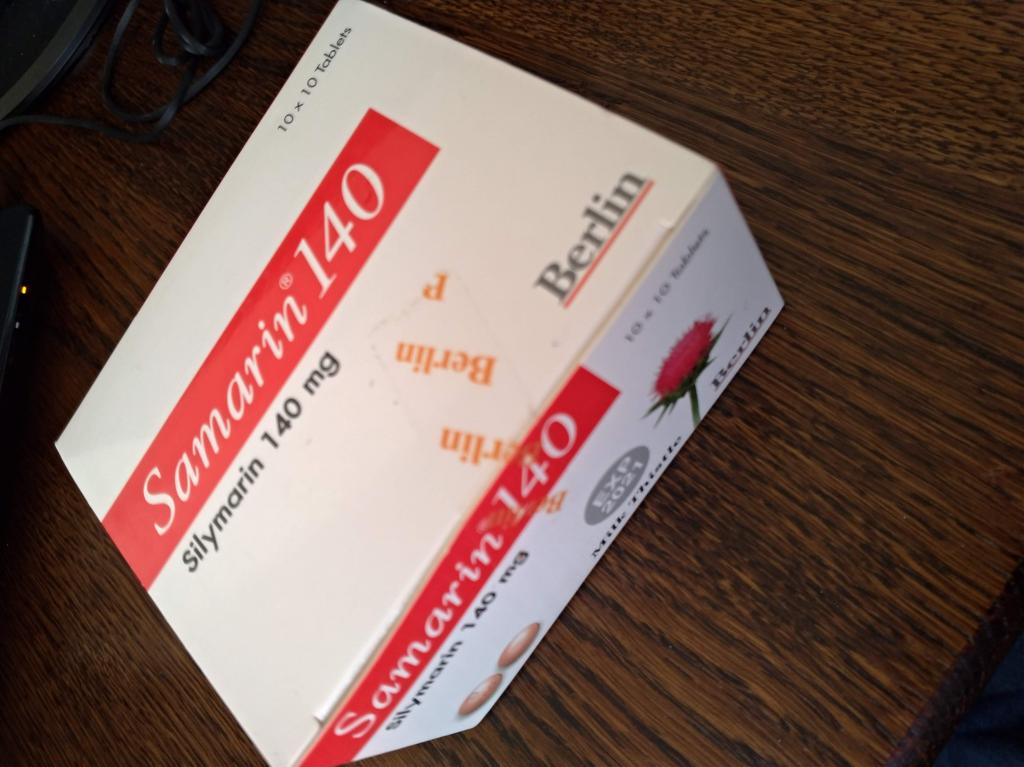 10 x 10 Tablets
Samarin® 140
Silymarin 140 mg
Berlin
P
Berlin
Berlin
Samarin® 140
Silymarin 140 mg
10 x 10 Tablets
EXP
2021
Milk Thistle
Berlin